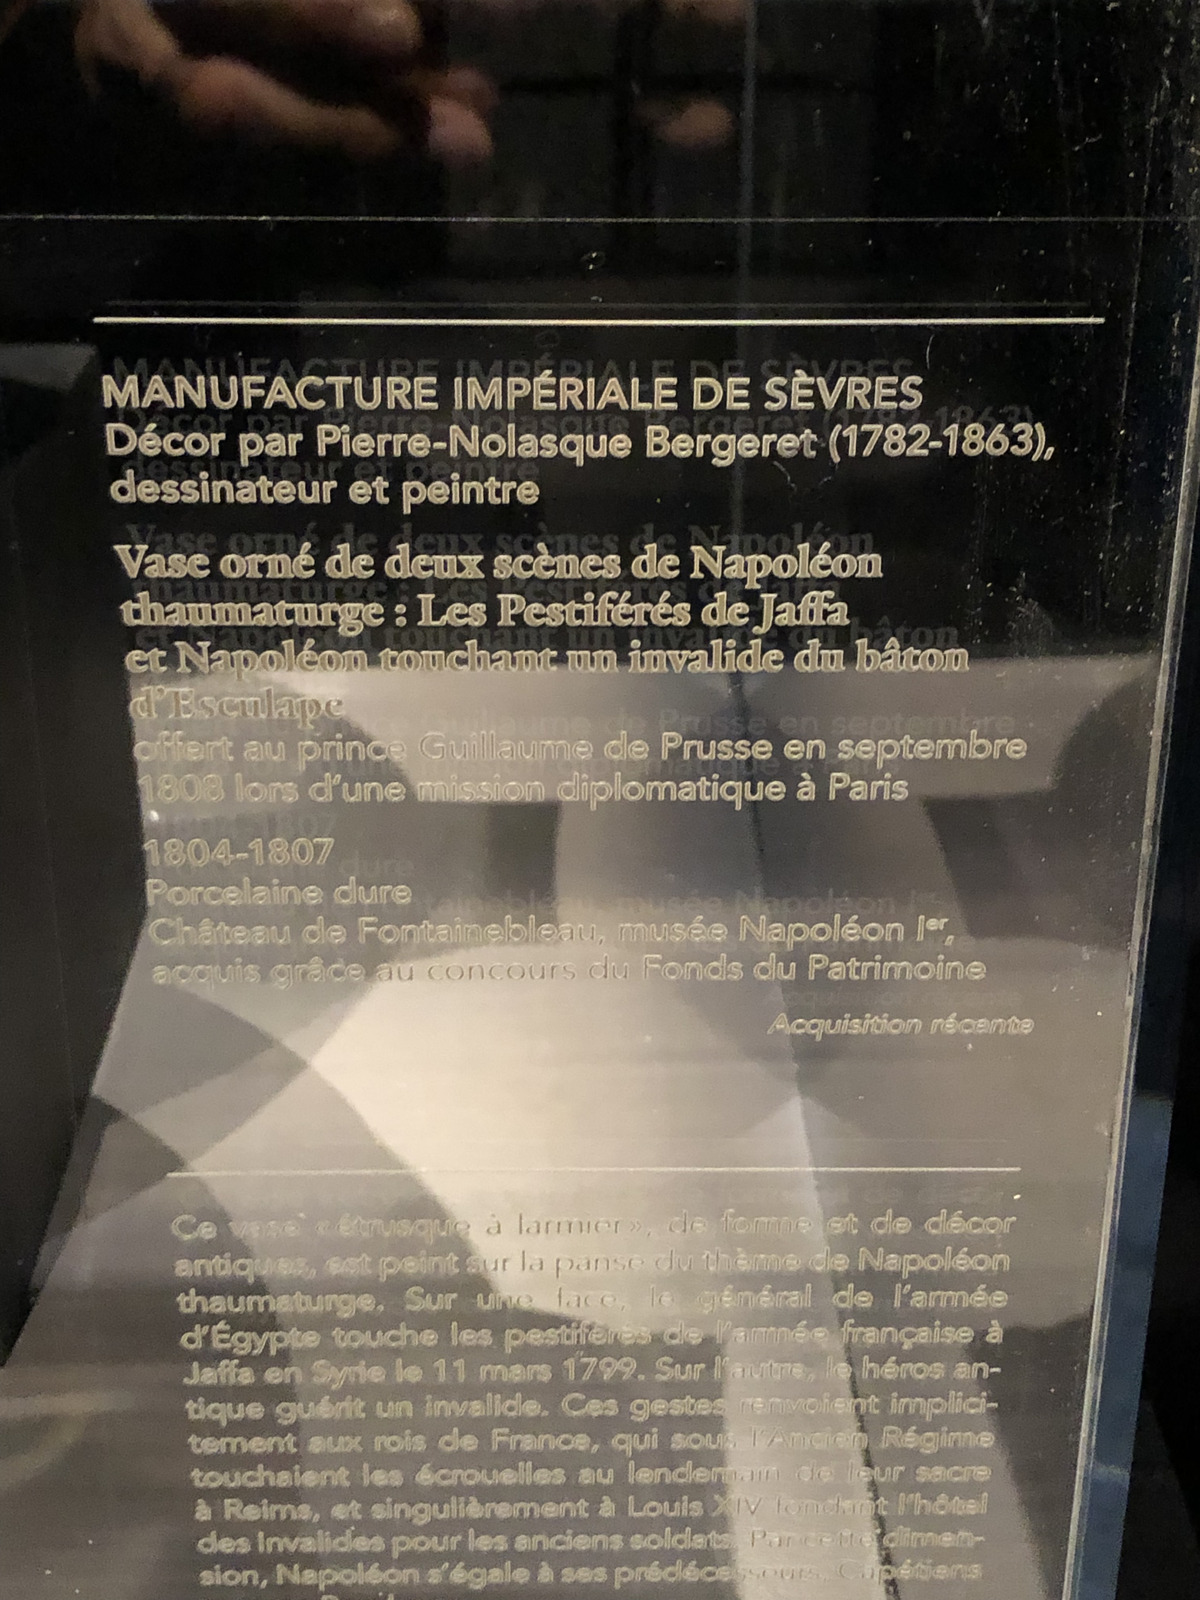 MANUFACTURE IMPÉRIALE DE SÈVRES
Décor par Pierre-Nolasque Bergeret (1782-1863),
dessinateur et peintre
Vase orné de deux scènes de Napoléon
thaumaturge : Les Pestiférés de Jaffa
et Napoléon touchant un invalide du bâton
d'Esculape
offert au prince Guillaume de Prusse en septembre
1808 lors d'une mission diplomatique à Paris
1804-1807
Porcelaine dure
Château de Fontainebleau, musée Napoléon Ier,
acquis grâce au concours du Fonds du Patrimoine
Acquisition récente
Ce vase « étrusque à larmier », de forme et de décor
antiques, est peint sur la panse du thème de Napoléon
thaumaturge. Sur une face, le général de l'armée
d'Égypte touche les pestiférés de l'armée française à
Jaffa en Syrie le 11 mars 1799. Sur l'autre, le héros an-
tique guérit un invalide. Ces gestes renvoient implici-
tement aux rois de France, qui sous l'Ancien Régime
touchaient les écrouelles au lendemain de leur sacre
à Reims, et singulièrement à Louis XIV fondant l'hôtel
des Invalides pour les anciens soldats. Par cette dimen-
sion, Napoléon s'égale à ses prédécesseurs, Capétiens